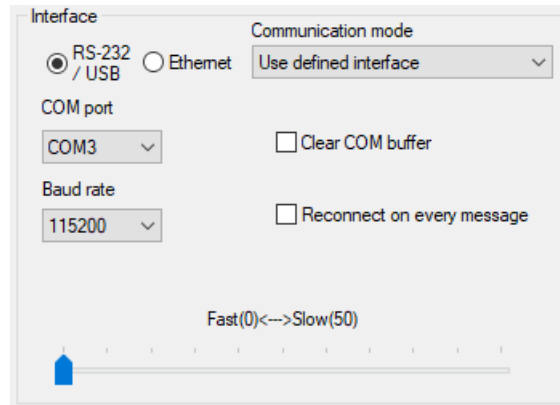 Interface
Communication mode
RS-232
/ USB
Ethernet
Use defined interface
COM port
COM3
Clear COM buffer
Baud rate
115200
Reconnect on every message
Fast(0)<--->Slow(50)